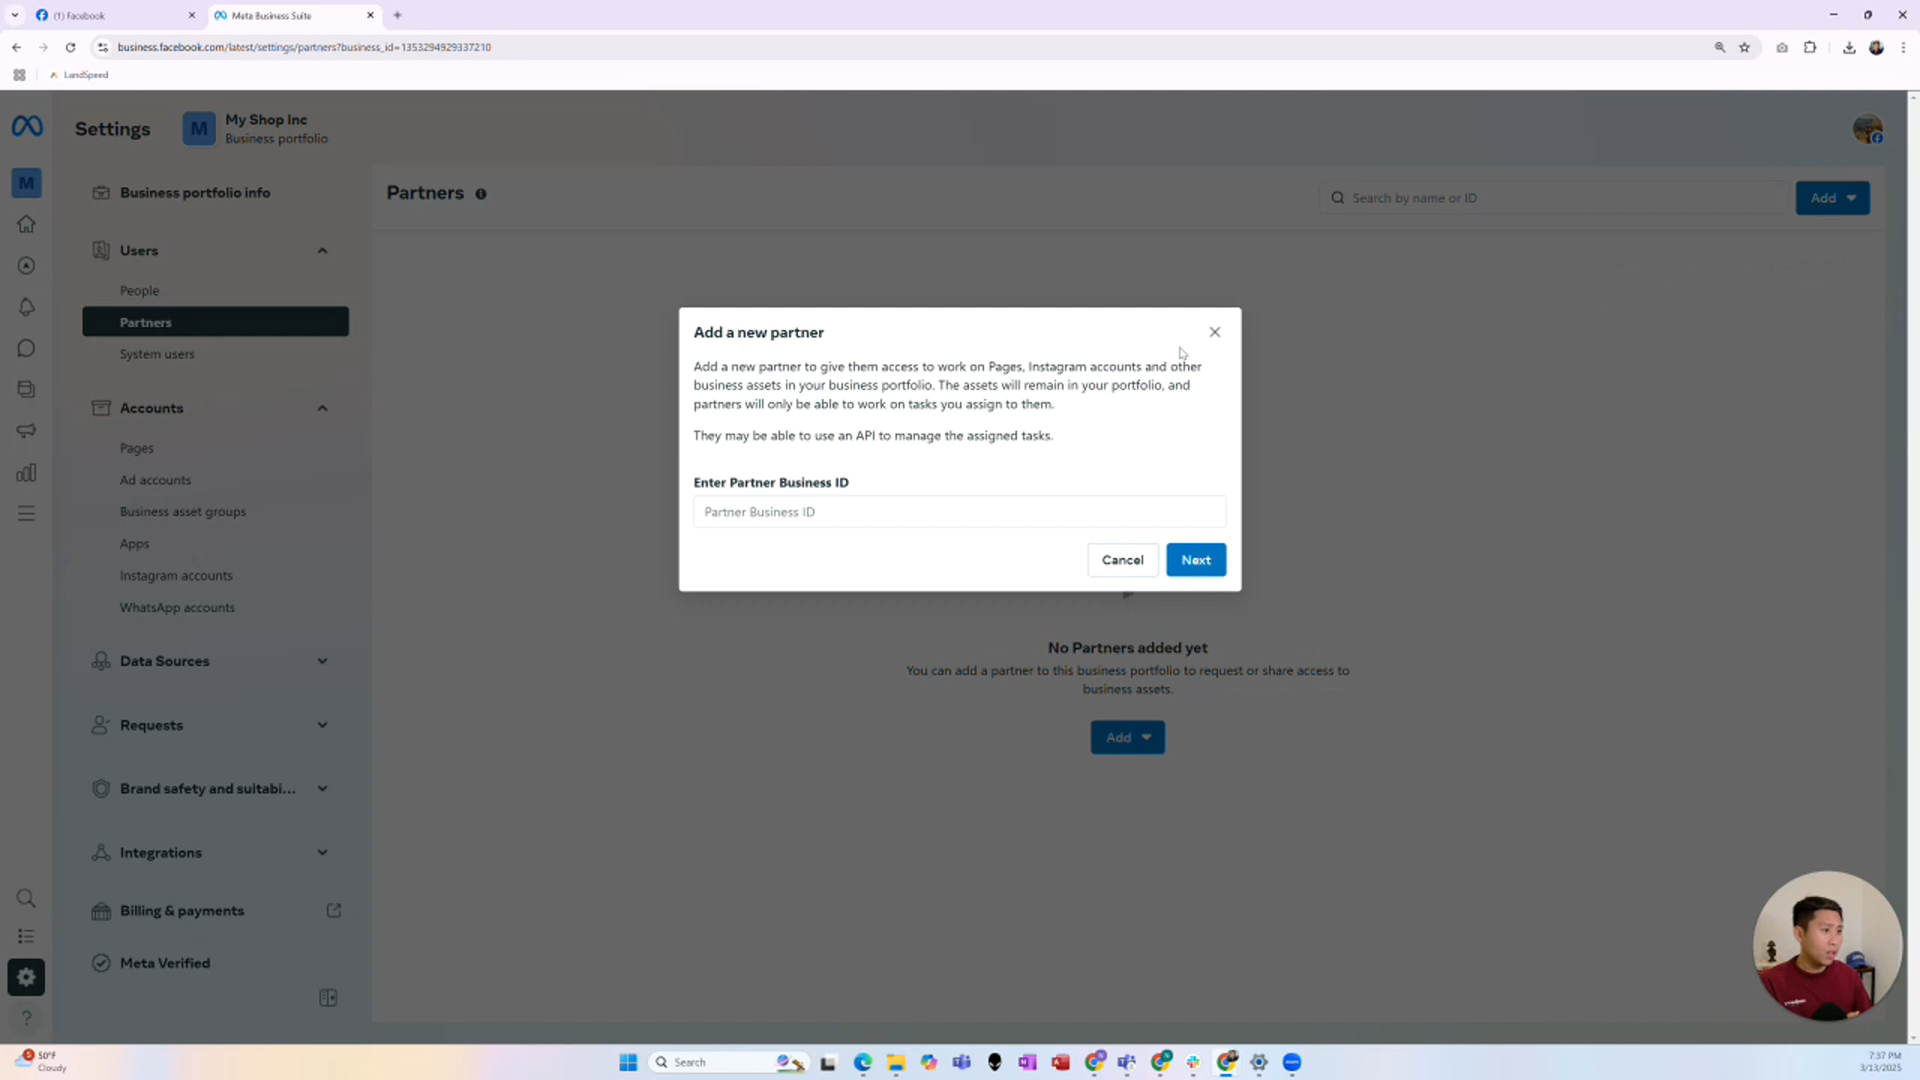 (1) Facebook
Meta Business Suite
business.facebook.com/latest/settings/partners?business_id=1353294929337210
LandSpeed
Settings
M
My Shop Inc
Business portfolio
M
Business portfolio info
Users
People
Partners
System users
Accounts
Pages
Ad accounts
Business asset groups
Apps
Instagram accounts
WhatsApp accounts
Data Sources
Requests
Brand safety and suitabi...
Integrations
Billing & payments
Meta Verified
Partners
Search by name or ID
Add
Add a new partner
Add a new partner to give them access to work on Pages, Instagram accounts and other
business assets in your business portfolio. The assets will remain in your portfolio, and
partners will only be able to work on tasks you assign to them.
They may be able to use an API to manage the assigned tasks.
Enter Partner Business ID
Partner Business ID
Cancel
Next
No Partners added yet
You can add a partner to this business portfolio to request or share access to
business assets.
Add
50°F
Cloudy
Search
7:37 PM
3/13/2025